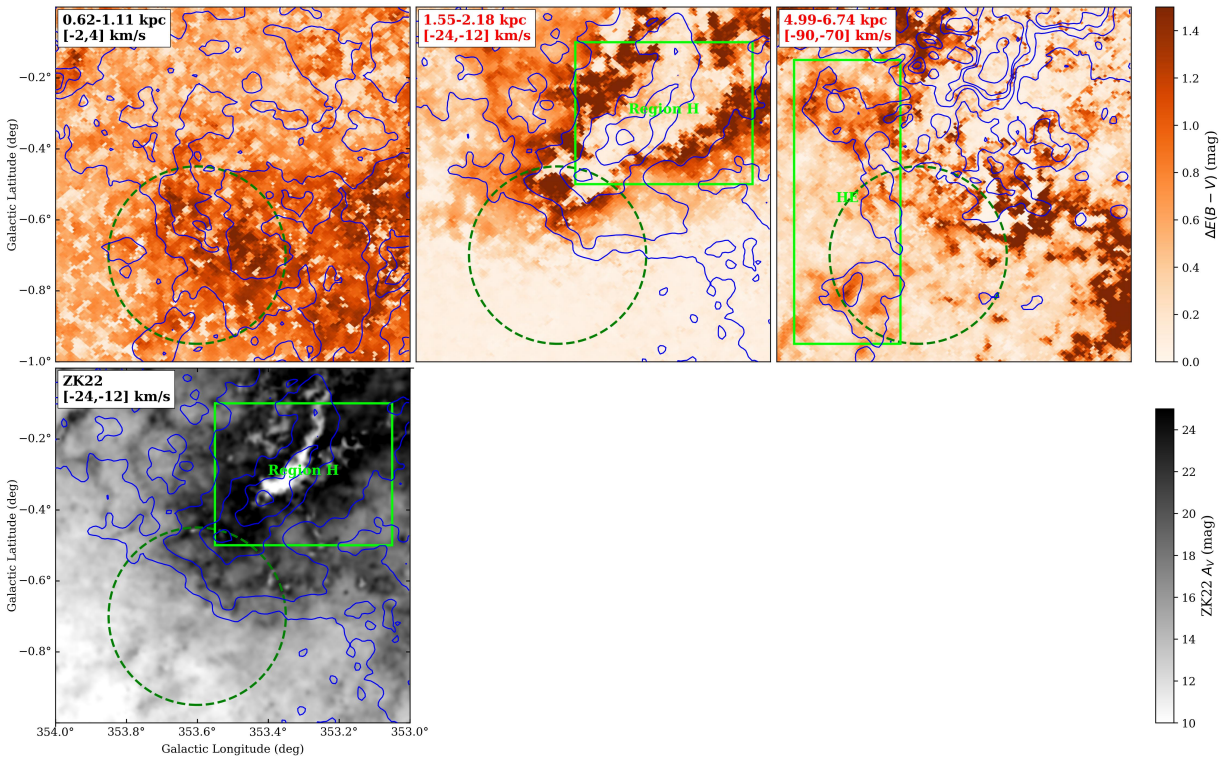 0.62-1.11 kpc
[-2,4] km/s
1.55-2.18 kpc
[-24,-12] km/s
4.99-6.74 kpc
[-90,-70] km/s
Region H
HE
−0.2°
−0.4°
−0.6°
−0.8°
−1.0°
Galactic Latitude (deg)
1.4
1.2
1.0
0.8
0.6
0.4
0.2
0.0
ΔE(B − V) (mag)
ZK22
[-24,-12] km/s
Region H
−0.2°
−0.4°
−0.6°
−0.8°
Galactic Latitude (deg)
354.0°
353.8°
353.6°
353.4°
353.2°
353.0°
Galactic Longitude (deg)
24
22
20
18
16
14
12
10
ZK22 A_V (mag)